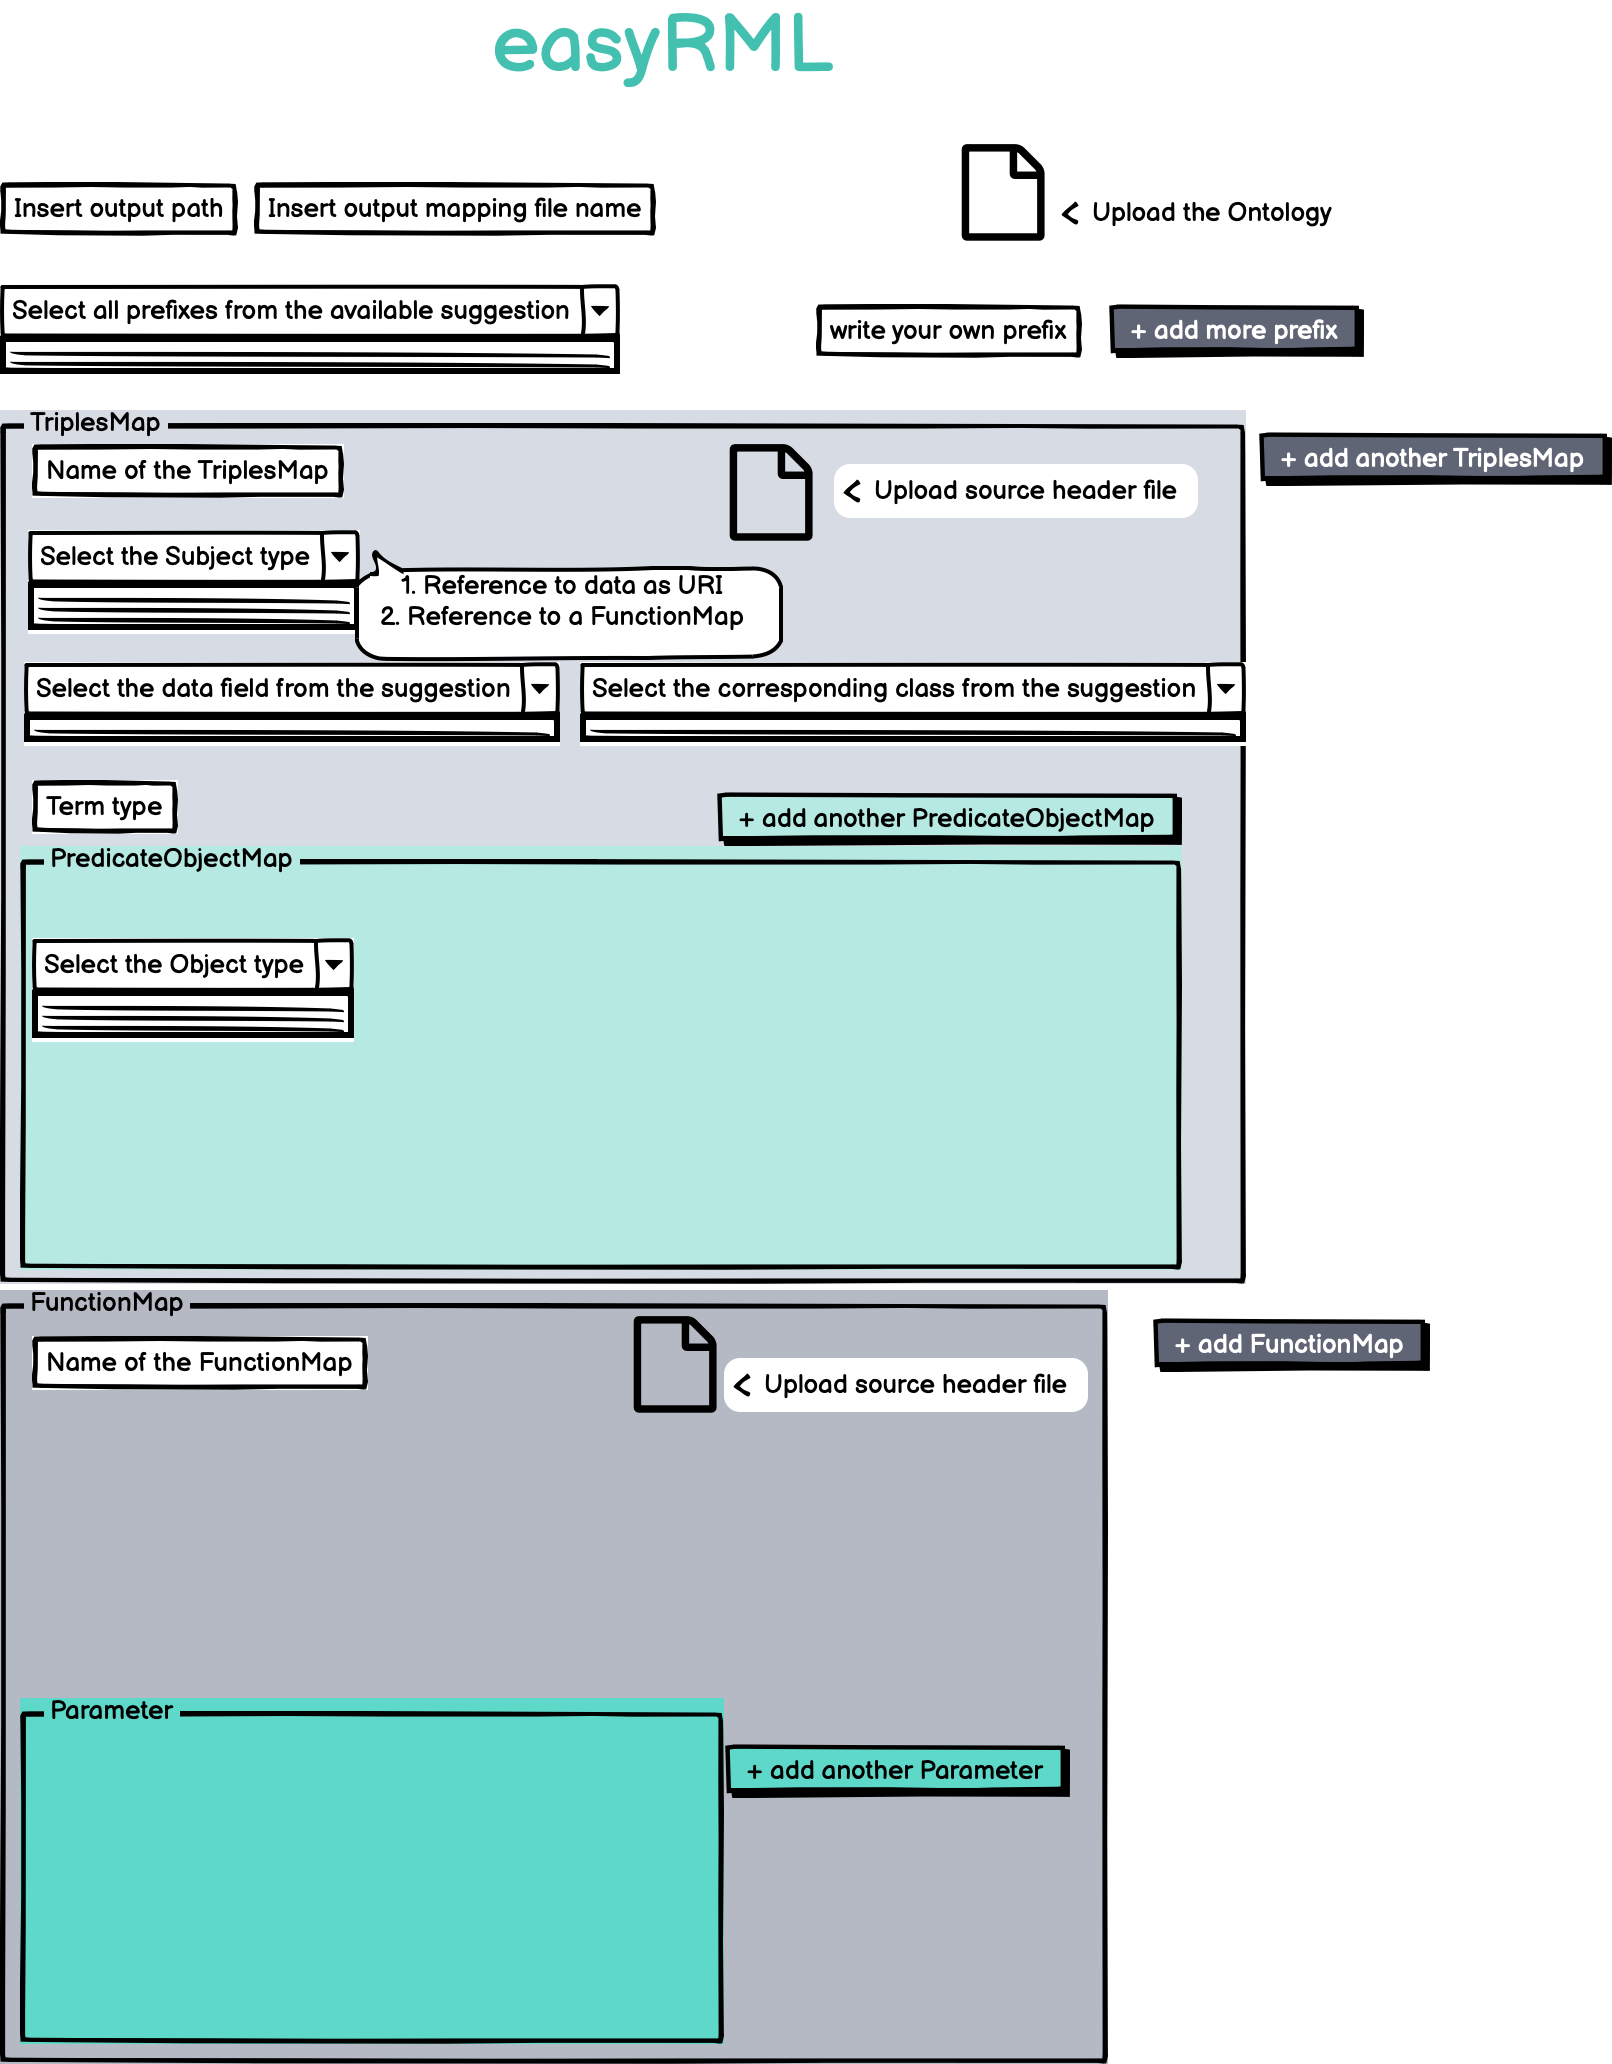 easyRML
Insert output path
Insert output mapping file name
< Upload the Ontology
Select all prefixes from the available suggestion
write your own prefix
+ add more prefix
TriplesMap
+ add another TriplesMap
Name of the TriplesMap
< Upload source header file
Select the Subject type
1. Reference to data as URI
2. Reference to a FunctionMap
Select the data field from the suggestion
Select the corresponding class from the suggestion
Term type
+ add another PredicateObjectMap
PredicateObjectMap
Select the Object type
FunctionMap
+ add FunctionMap
Name of the FunctionMap
< Upload source header file
Parameter
+ add another Parameter